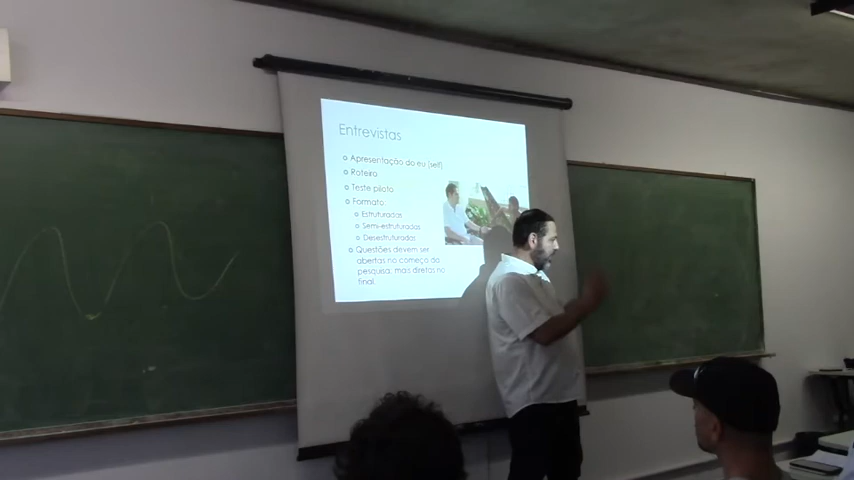 Entrevistas
Apresentação do eu (self)
Roteiro
Teste piloto
Formato:
Estruturadas
Semi-estruturadas
Desestruturadas
Questões devem ser
abertas no começo da
pesquisa, mas diretas no
final.